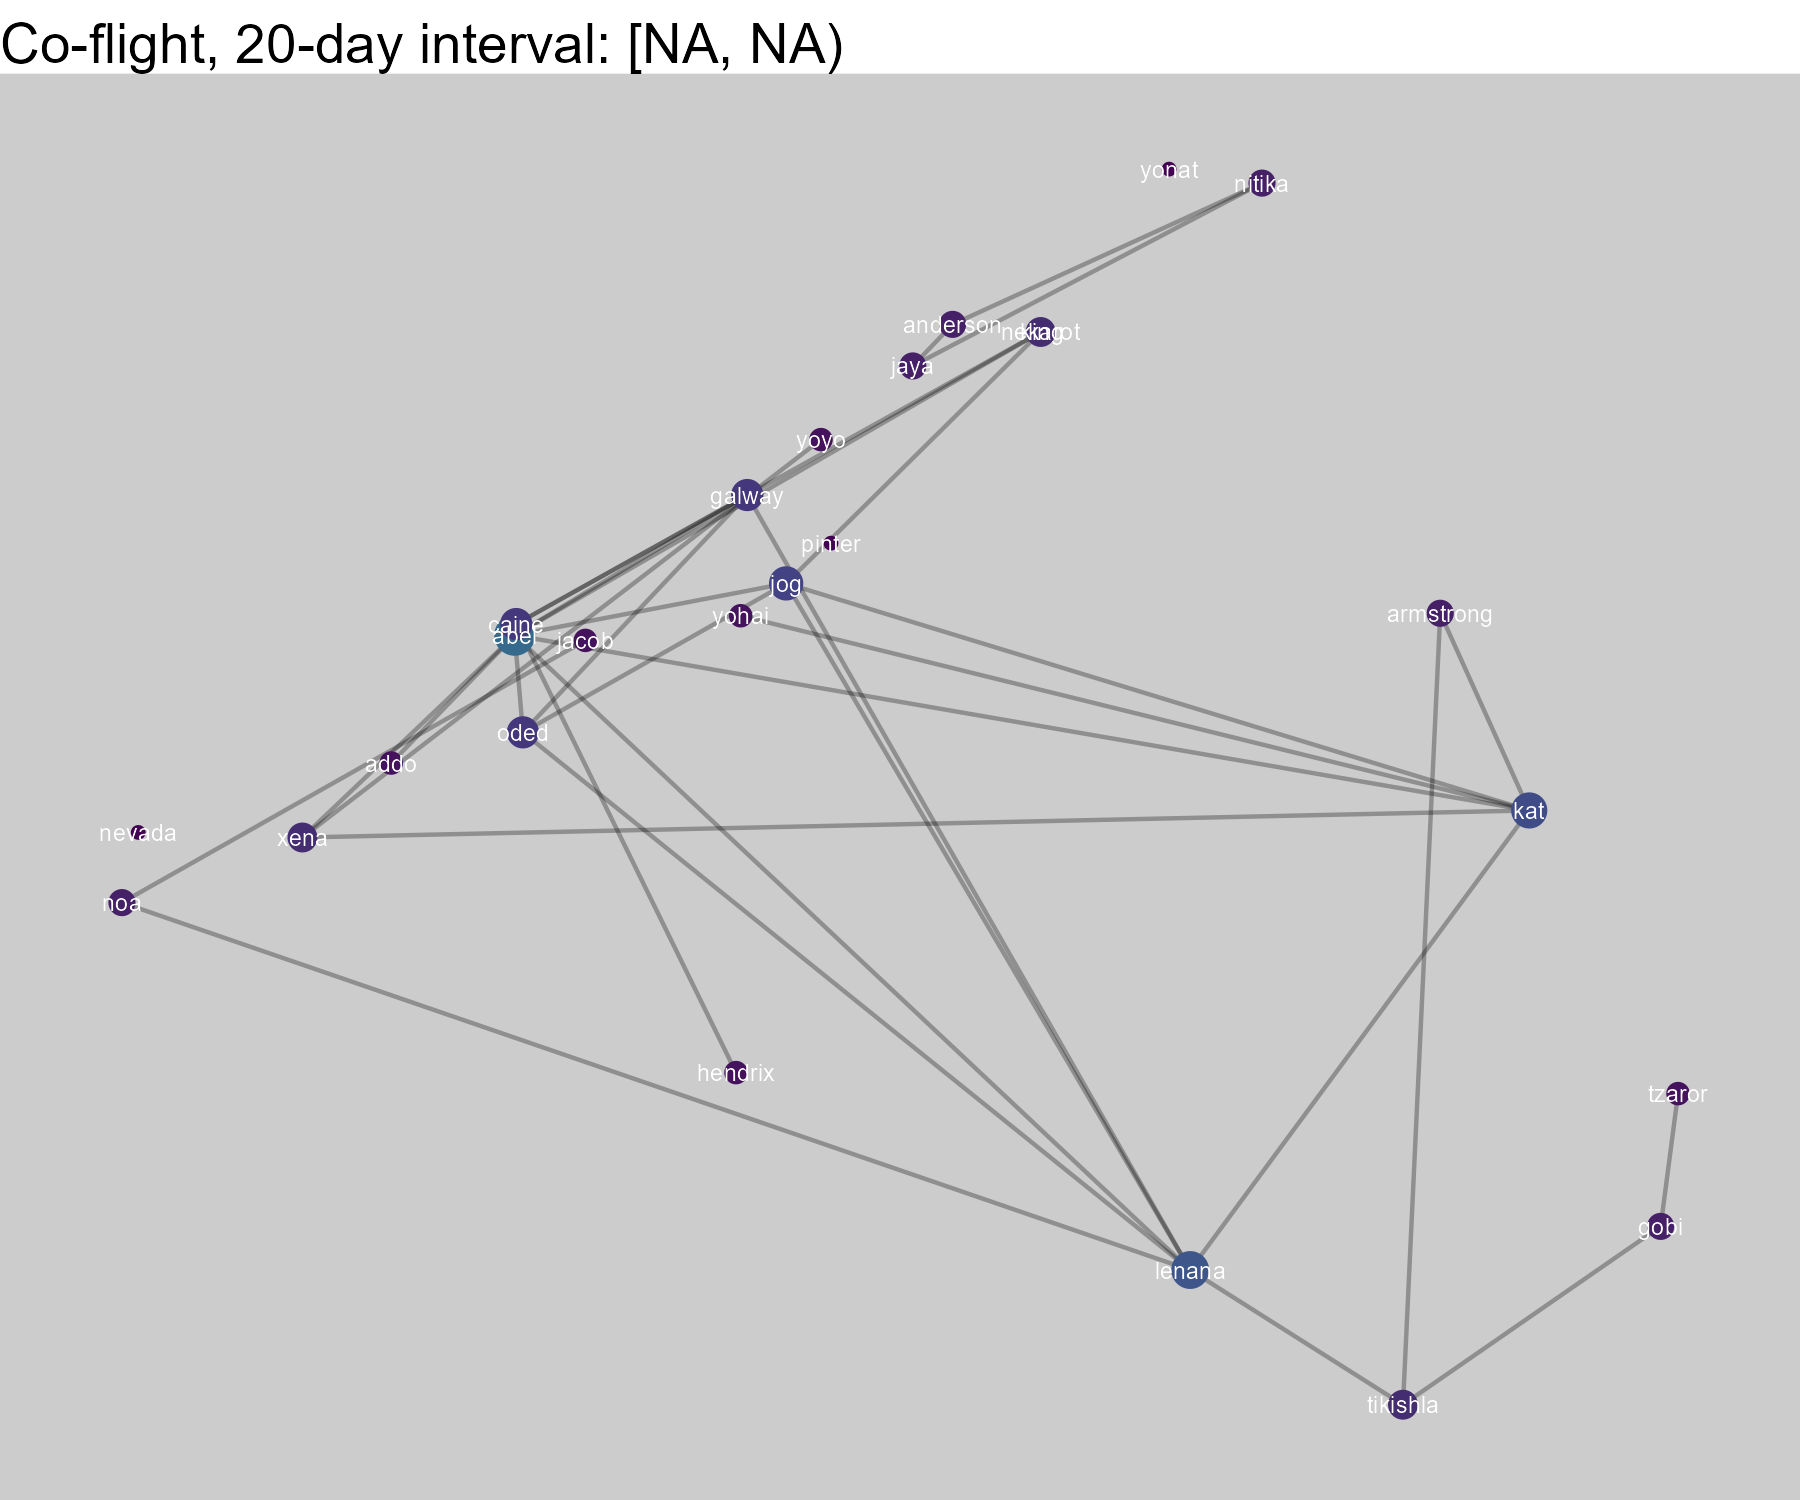 Co-flight, 20-day interval: [NA, NA)
yonat
nitika
anderson
king
jaya
yoyo
galway
pinter
jog
yohai
armstrong
caine
abel
jacob
oded
addo
kat
nevada
xena
noa
hendrix
tzaror
gobi
lenana
tikishla